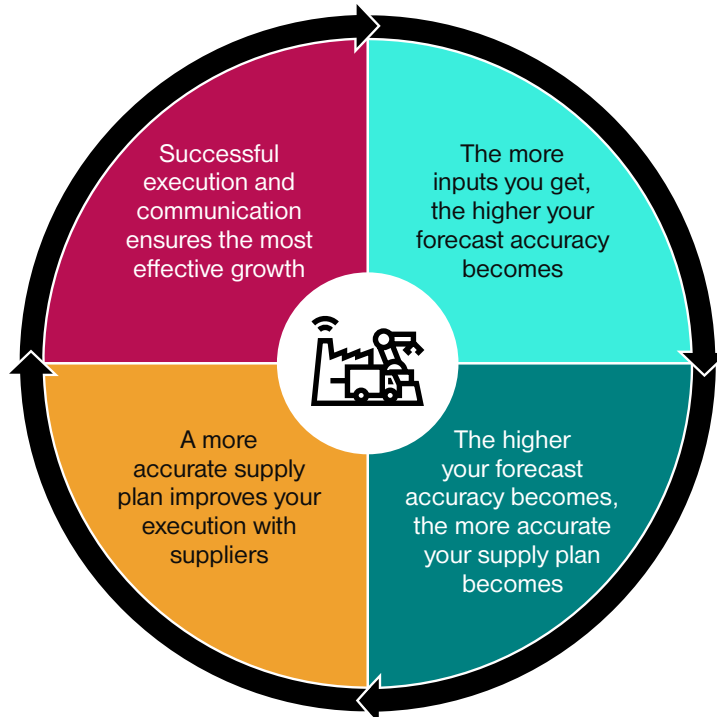 Successful
execution and
communication
ensures the most
effective growth
The more
inputs you get,
the higher your
forecast accuracy
becomes
The higher
your forecast
accuracy becomes,
the more accurate
your supply plan
becomes
A more
accurate supply
plan improves your
execution with
suppliers